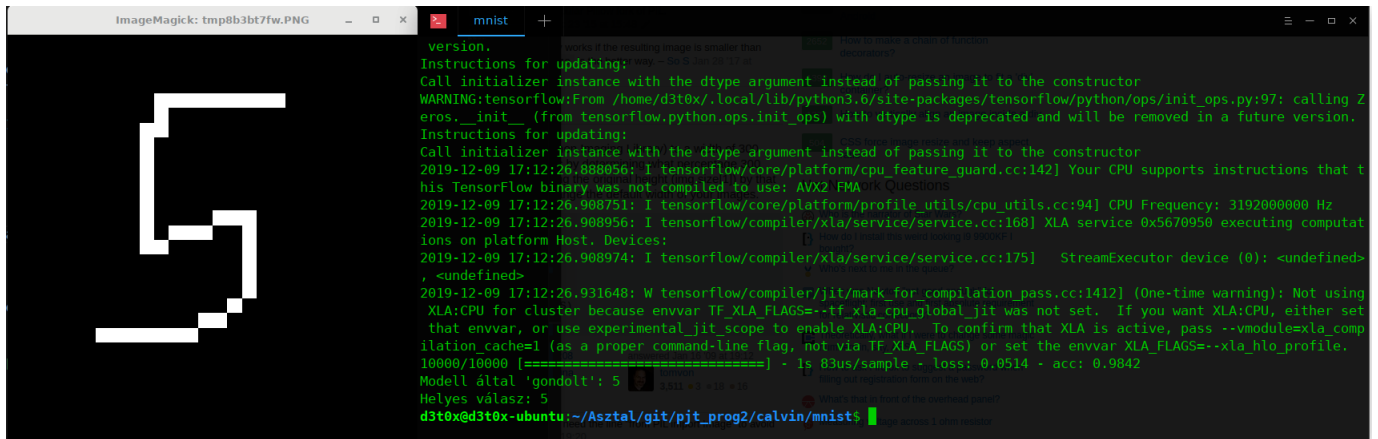 ImageMagick: tmp8b3bt7fw.PNG
mnist
version.
Instructions for updating:
Call initializer instance with the dtype argument instead of passing it to the constructor
WARNING:tensorflow:From /home/d3t0x/.local/lib/python3.6/site-packages/tensorflow/python/ops/init_ops.py:97: calling Z
eros.__init__ (from tensorflow.python.ops.init_ops) with dtype is deprecated and will be removed in a future version.
Instructions for updating:
Call initializer instance with the dtype argument instead of passing it to the constructor
2019-12-09 17:12:26.888056: I tensorflow/core/platform/cpu_feature_guard.cc:142] Your CPU supports instructions that t
his TensorFlow binary was not compiled to use: AVX2 FMA
2019-12-09 17:12:26.908751: I tensorflow/core/platform/profile_utils/cpu_utils.cc:94] CPU Frequency: 3192000000 Hz
2019-12-09 17:12:26.908956: I tensorflow/compiler/xla/service/service.cc:168] XLA service 0x5670950 executing computat
ions on platform Host. Devices:
2019-12-09 17:12:26.908974: I tensorflow/compiler/xla/service/service.cc:175]   StreamExecutor device (0): <undefined>
, <undefined>
2019-12-09 17:12:26.931648: W tensorflow/compiler/jit/mark_for_compilation_pass.cc:1412] (One-time warning): Not using
XLA:CPU for cluster because envvar TF_XLA_FLAGS=--tf_xla_cpu_global_jit was not set.  If you want XLA:CPU, either set
that envvar, or use experimental_jit_scope to enable XLA:CPU.  To confirm that XLA is active, pass --vmodule=xla_comp
ilation_cache=1 (as a proper command-line flag, not via TF_XLA_FLAGS) or set the envvar XLA_FLAGS=--xla_hlo_profile.
10000/10000 [==============================] - 1s 83us/sample - loss: 0.0514 - acc: 0.9842
Modell által 'gondolt': 5
Helyes válasz: 5
d3t0x@d3t0x-ubuntu:~/Asztal/git/pjt_prog2/calvin/mnist$